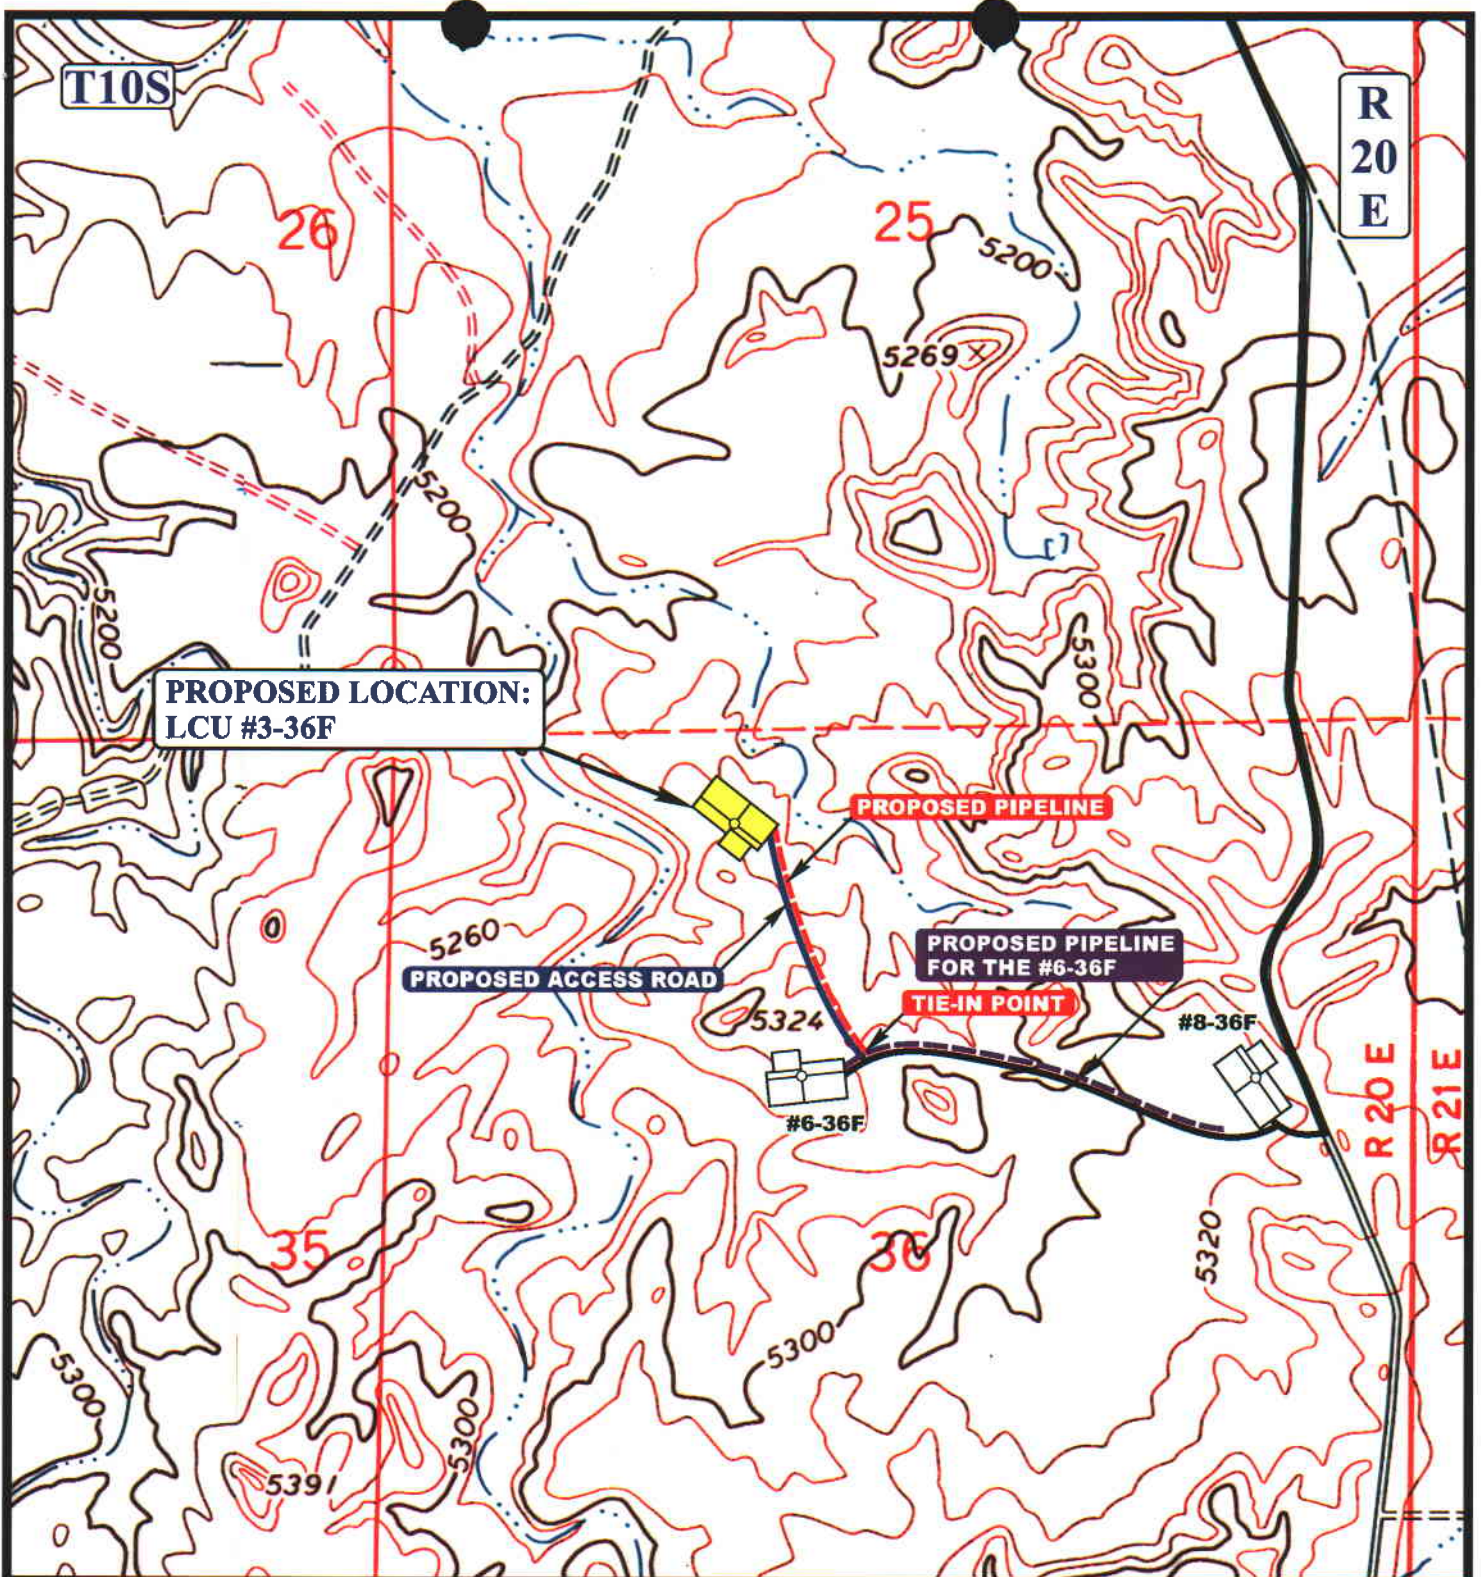 T10S
R
20
E
26
25
5200
5269
5200
5200
5300
PROPOSED LOCATION:
LCU #3-36F
PROPOSED PIPELINE
5260
PROPOSED ACCESS ROAD
PROPOSED PIPELINE
FOR THE #6-36F
TIE-IN POINT
5324
#8-36F
#6-36F
R 20 E
R 21 E
35
36
5320
5300
5300
5300
5391